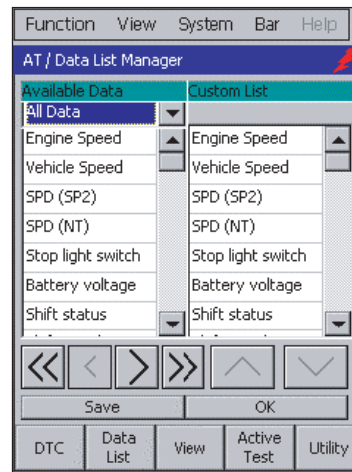 Function View System Bar Help
AT / Data List Manager
Available Data Custom List
All Data
Engine Speed Engine Speed
Vehicle Speed Vehicle Speed
SPD (SP2) SPD (SP2)
SPD (NT) SPD (NT)
Stop light switch Stop light switch
Battery voltage Battery voltage
Shift status Shift status
Save OK
DTC Data List View Active Test Utility